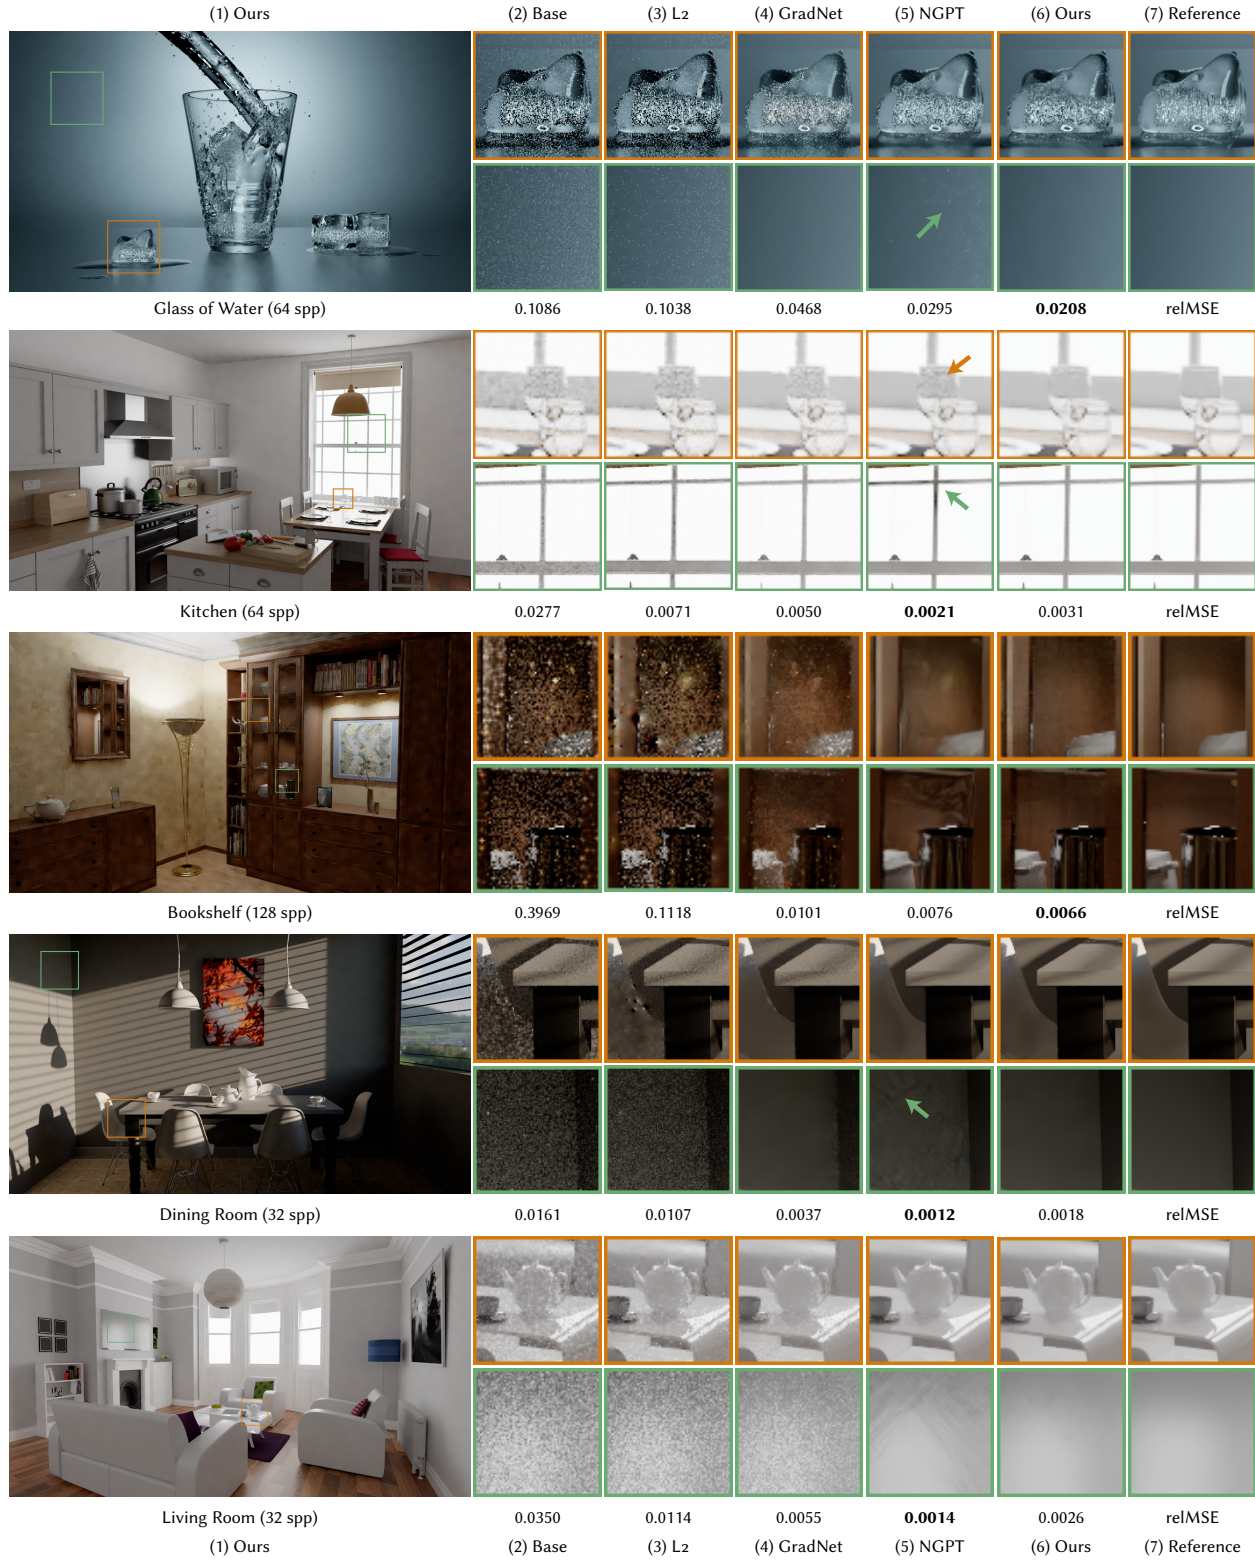 (1) Ours (2) Base (3) L2 (4) GradNet (5) NGPT (6) Ours (7) Reference
Glass of Water (64 spp) 0.1086 0.1038 0.0468 0.0295 0.0208 relMSE
Kitchen (64 spp) 0.0277 0.0071 0.0050 0.0021 0.0031 relMSE
Bookshelf (128 spp) 0.3969 0.1118 0.0101 0.0076 0.0066 relMSE
Dining Room (32 spp) 0.0161 0.0107 0.0037 0.0012 0.0018 relMSE
Living Room (32 spp) 0.0350 0.0114 0.0055 0.0014 0.0026 relMSE
(1) Ours (2) Base (3) L2 (4) GradNet (5) NGPT (6) Ours (7) Reference